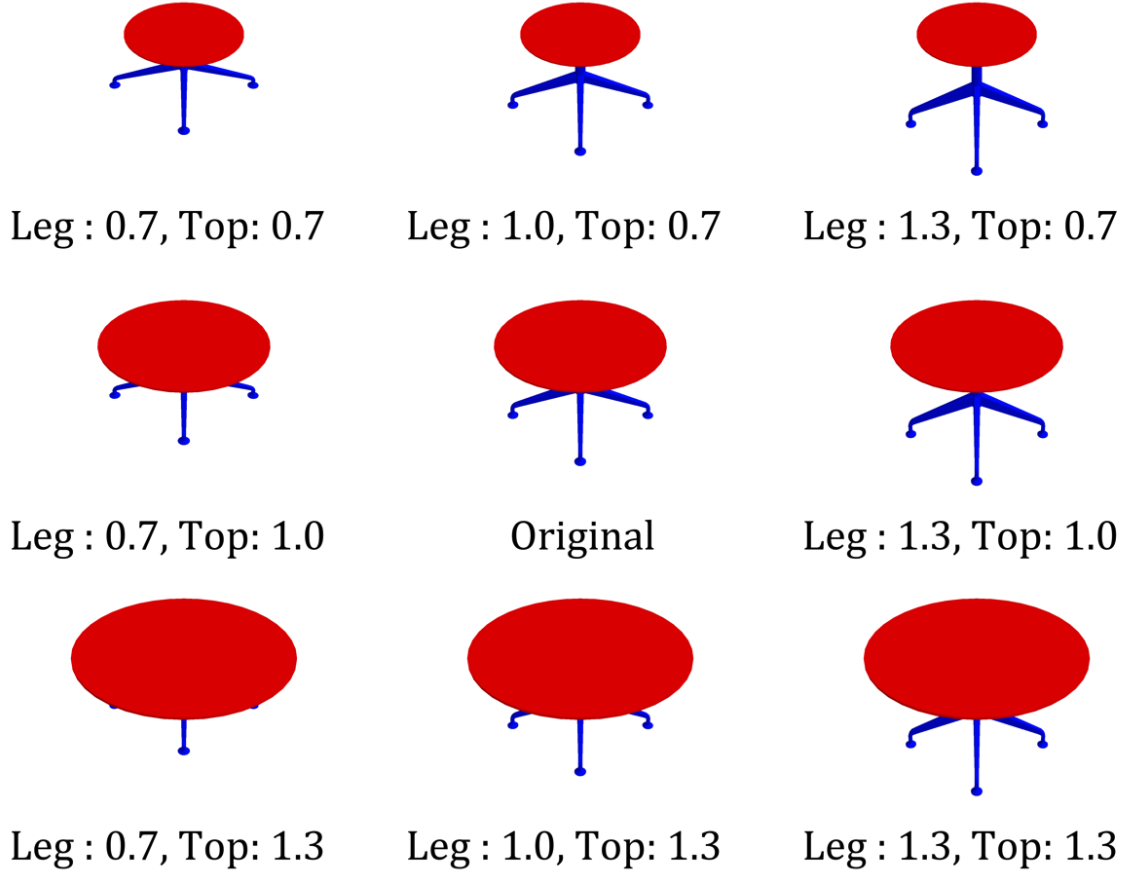 Leg : 0.7, Top: 0.7
Leg : 1.0, Top: 0.7
Leg : 1.3, Top: 0.7
Leg : 0.7, Top: 1.0
Original
Leg : 1.3, Top: 1.0
Leg : 0.7, Top: 1.3
Leg : 1.0, Top: 1.3
Leg : 1.3, Top: 1.3